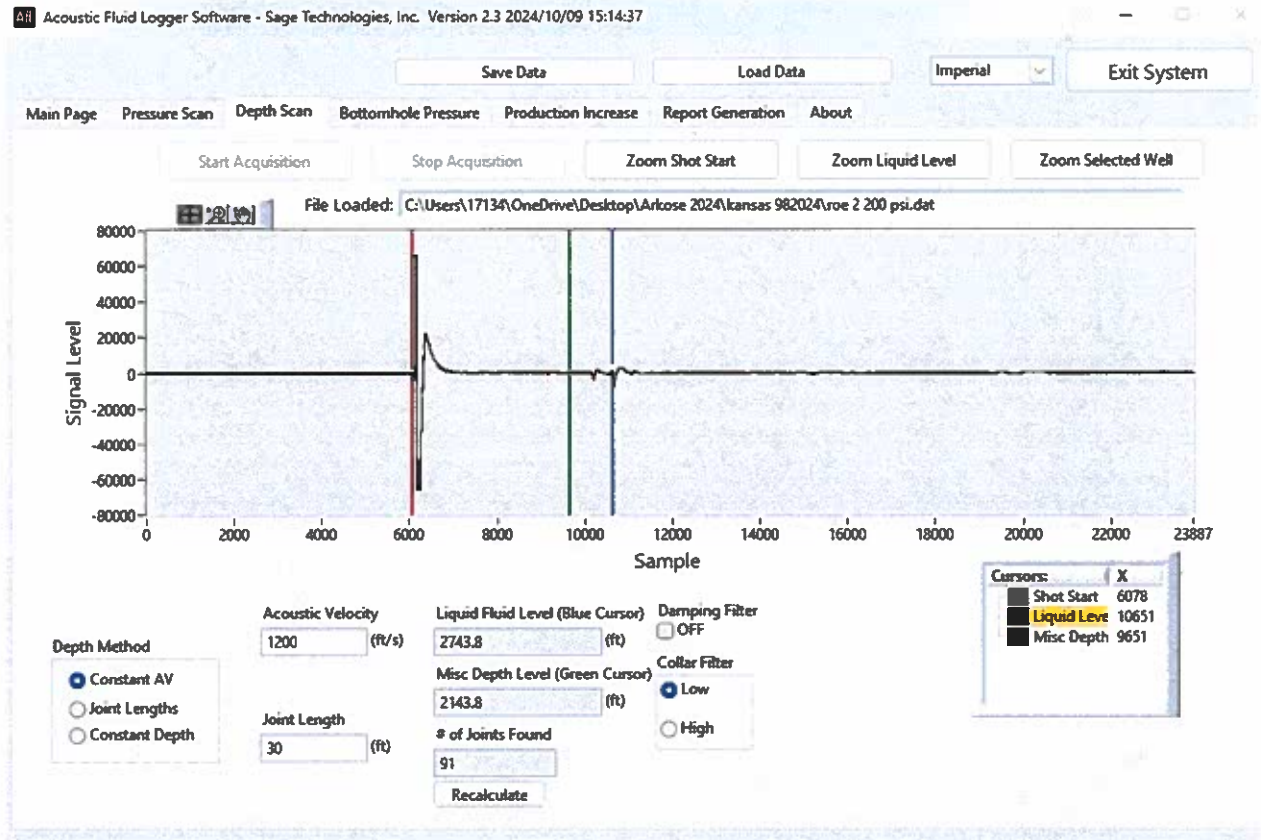 Acoustic Fluid Logger Software - Sage Technologies, Inc. Version 2.3 2024/10/09 15:14:37
Save Data Load Data Imperial Exit System
Main Page Pressure Scan Depth Scan Bottomhole Pressure Production Increase Report Generation About
Start Acquisition Stop Acquisition Zoom Shot Start Zoom Liquid Level Zoom Selected Well
File Loaded: C:\Users\17134\OneDrive\Desktop\Arkose 2024\kansas 982024\roe 2 200 psi.dat
80000
60000
40000
20000
0
-20000
-40000
-60000
-80000
Signal Level
0 2000 4000 6000 8000 10000 12000 14000 16000 18000 20000 22000 23887
Sample
Cursors: X
Shot Start 6078
Liquid Leve 10651
Misc Depth 9651
Depth Method
Constant AV
Joint Lengths
Constant Depth
Acoustic Velocity
1200 (ft/s)
Joint Length
30 (ft)
Liquid Fluid Level (Blue Cursor)
2743.8 (ft)
Misc Depth Level (Green Cursor)
2143.8 (ft)
# of Joints Found
91
Recalculate
Damping Filter
OFF
Collar Filter
Low
High